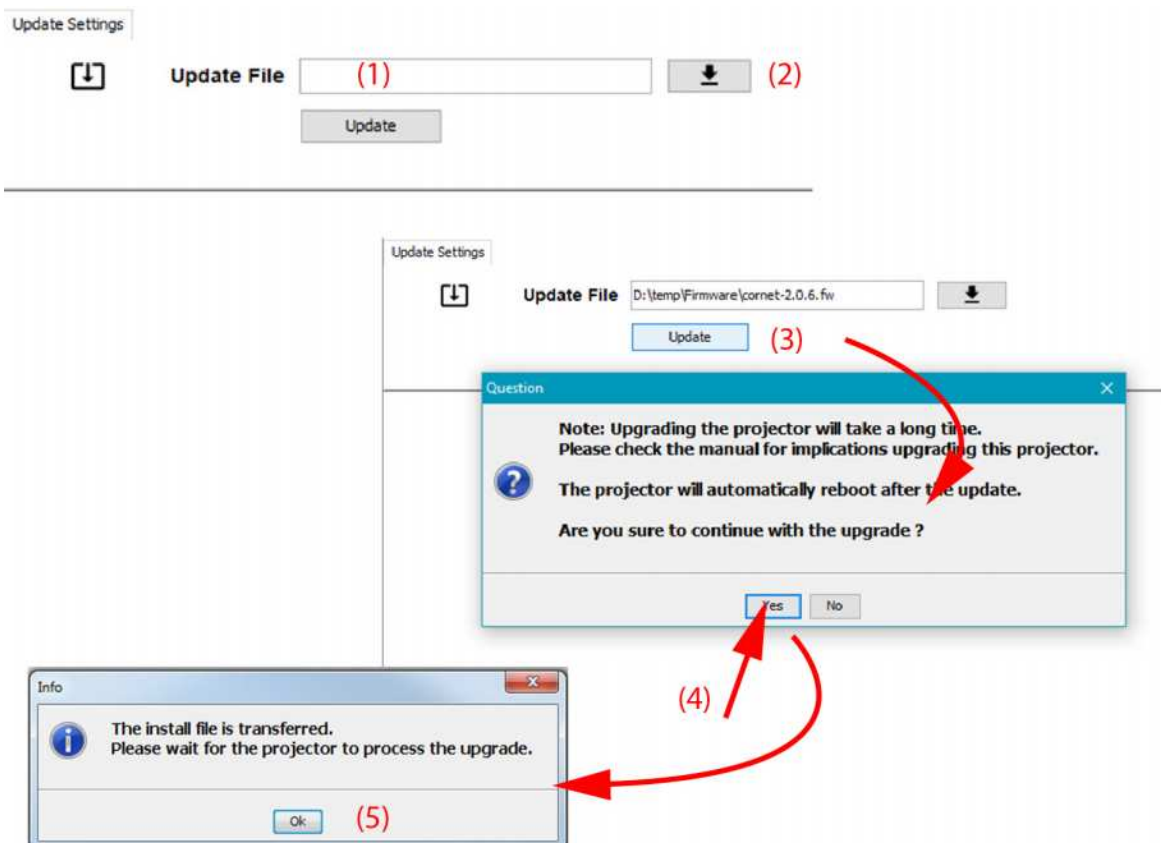 Update Settings
Update File (1) (2)
Update
Update Settings
Update File D:\temp\Firmware\cornet-2.0.6.fw
Update (3)
Question
Note: Upgrading the projector will take a long time.
Please check the manual for implications upgrading this projector.
The projector will automatically reboot after the update.
Are you sure to continue with the upgrade ?
Yes No
(4)
Info
The install file is transferred.
Please wait for the projector to process the upgrade.
Ok (5)